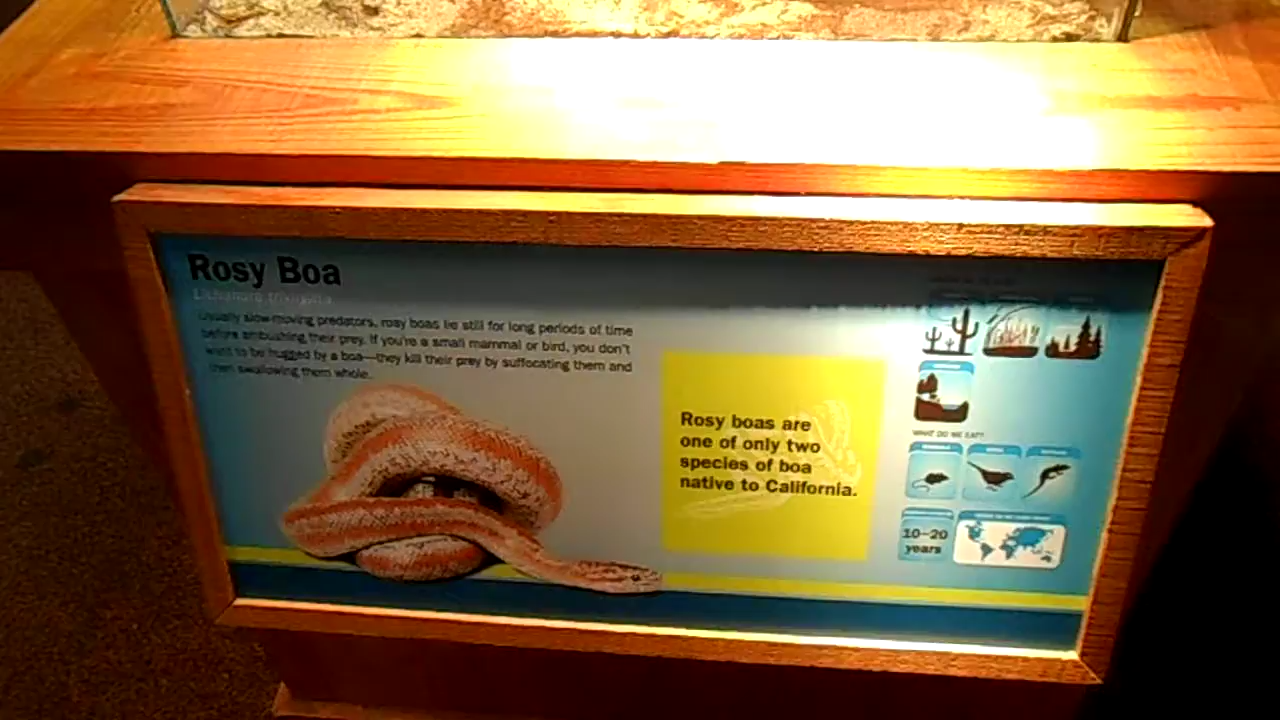 Rosy Boa
Lichanura trivirgata
Usually slow-moving predators, rosy boas lie still for long periods of time
before ambushing their prey. If you're a small mammal or bird, you don't
want to be hugged by a boa—they kill their prey by suffocating them and
then swallowing them whole.
Rosy boas are
one of only two
species of boa
native to California.
WHAT DO WE EAT?
10–20
years